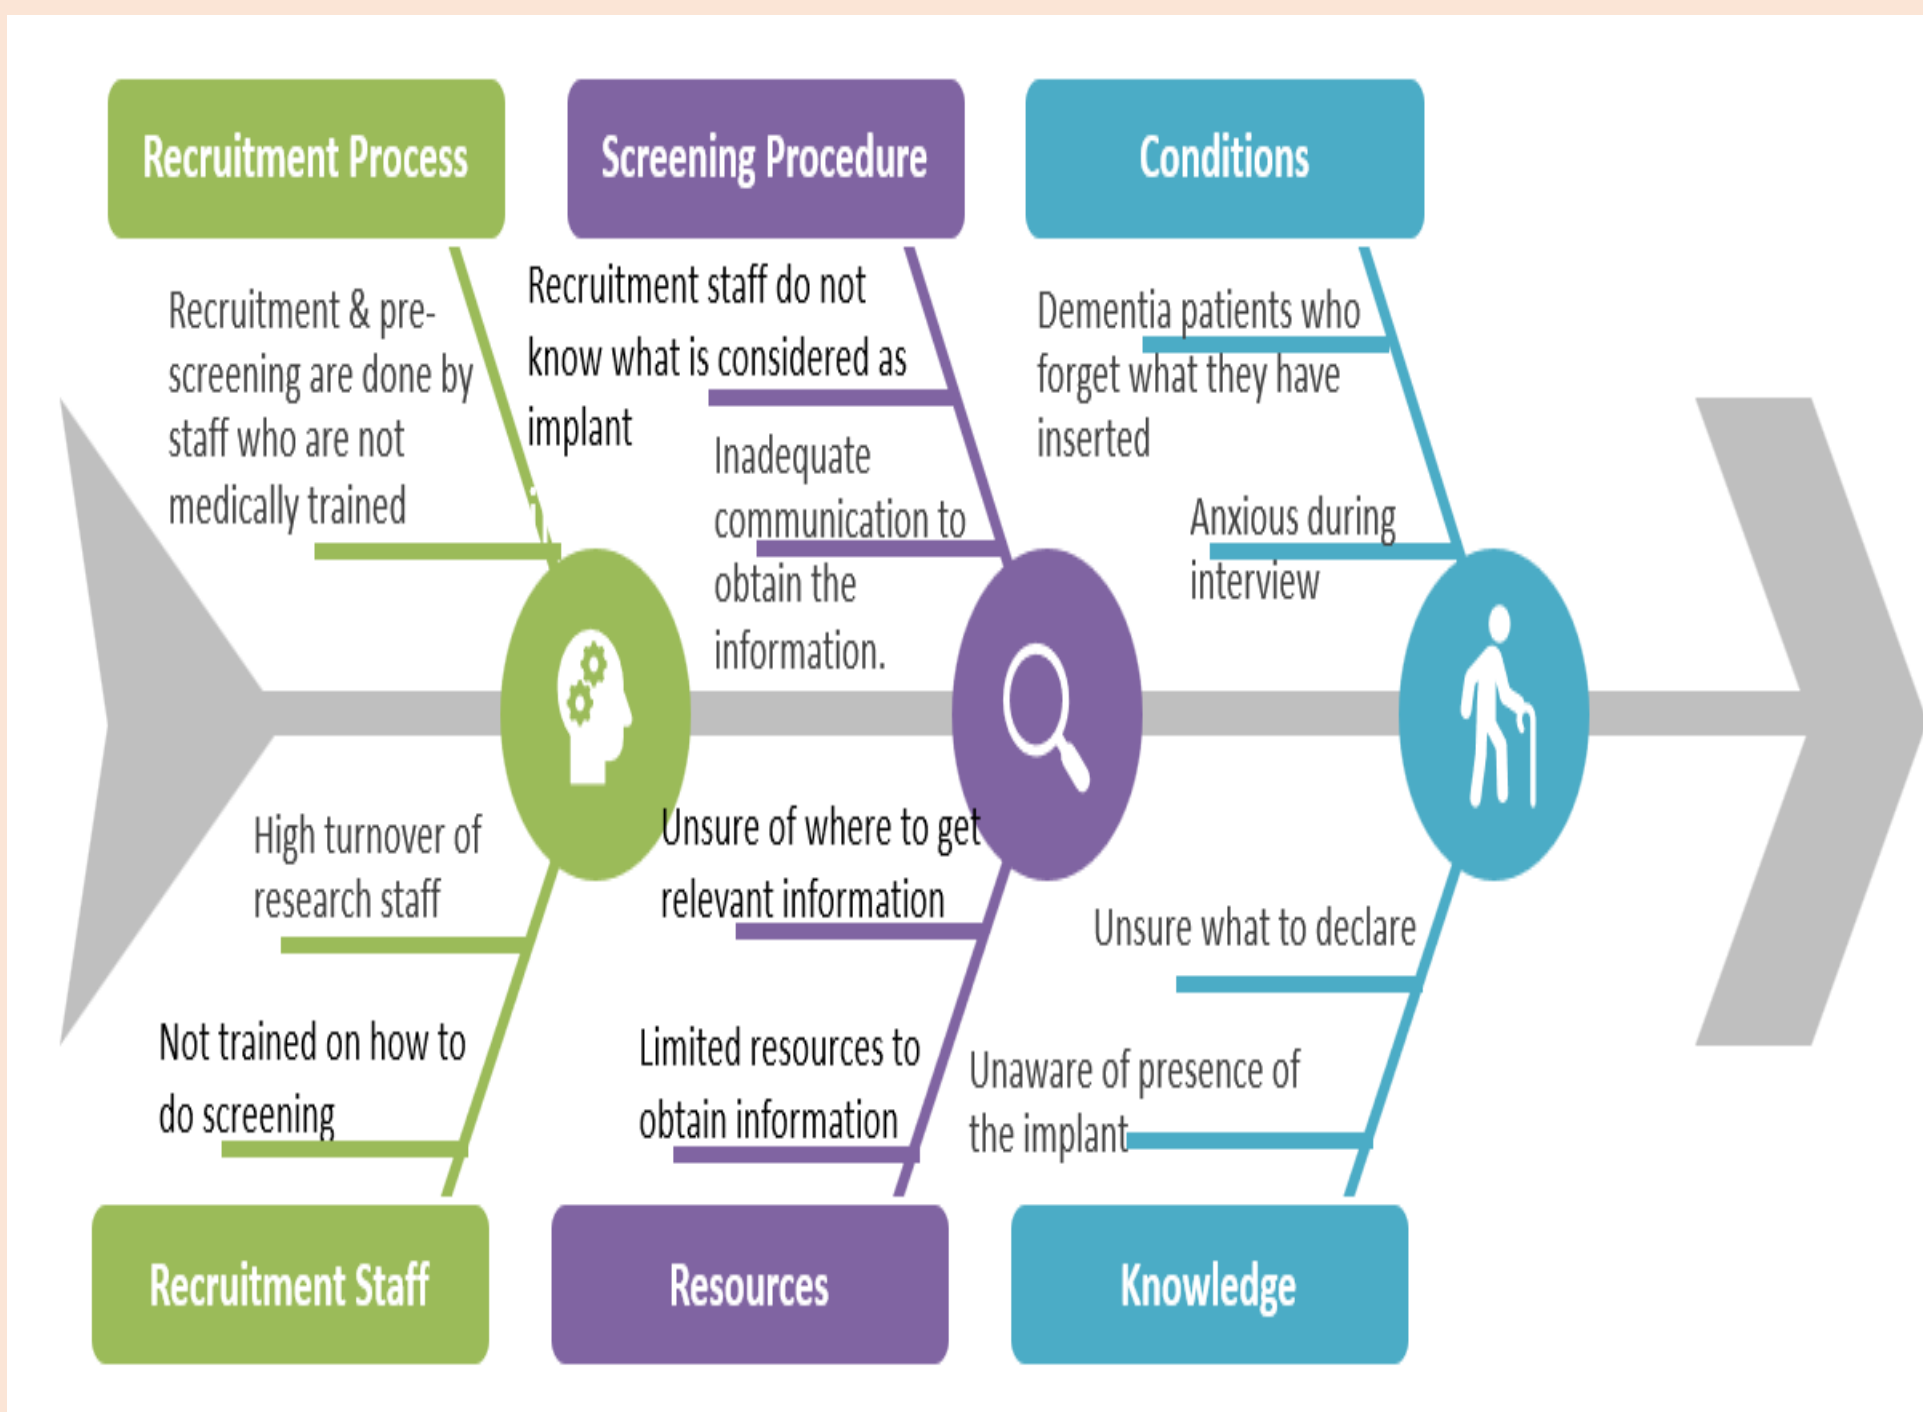 Recruitment Process
Screening Procedure
Conditions
Recruitment & pre-
screening are done by
staff who are not
medically trained
Recruitment staff do not
know what is considered as
implant
Inadequate
communication to
obtain the
information.
Dementia patients who
forget what they have
inserted
Anxious during
interview
High turnover of
research staff
Not trained on how to
do screening
Unsure of where to get
relevant information
Limited resources to
obtain information
Unsure what to declare
Unaware of presence of
the implant
Recruitment Staff
Resources
Knowledge